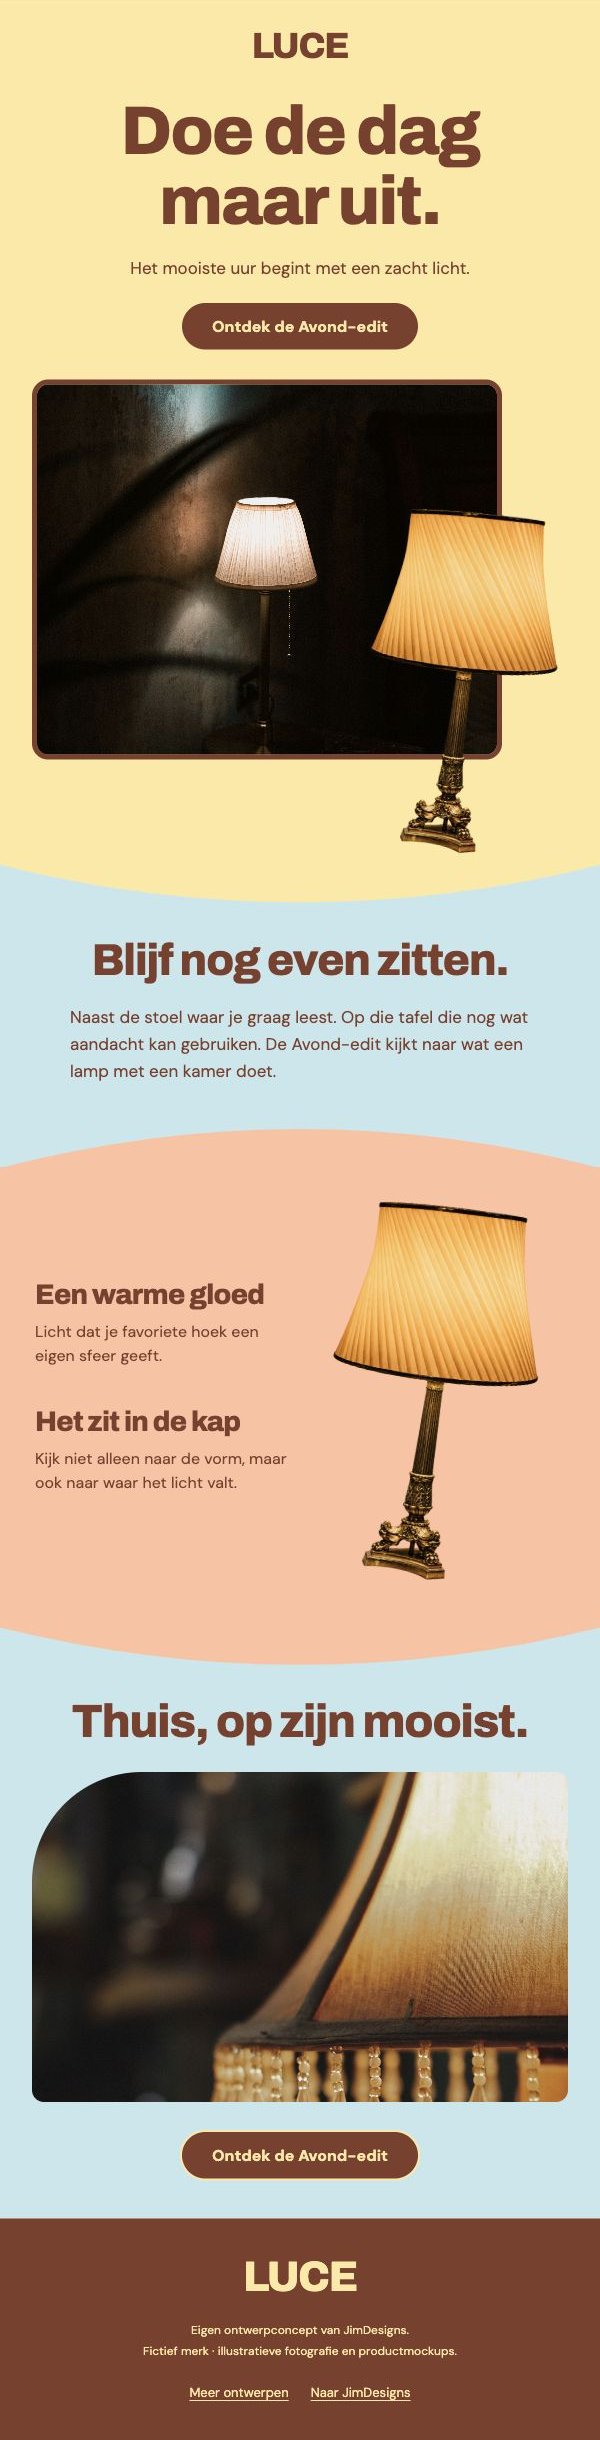 LUCE
Doe de dag
maar uit.
Het mooiste uur begint met een zacht licht.
Ontdek de Avond-edit
Blijf nog even zitten.
Naast de stoel waar je graag leest. Op die tafel die nog wat
aandacht kan gebruiken. De Avond-edit kijkt naar wat een
lamp met een kamer doet.
Een warme gloed
Licht dat je favoriete hoek een
eigen sfeer geeft.
Het zit in de kap
Kijk niet alleen naar de vorm, maar
ook naar waar het licht valt.
Thuis, op zijn mooist.
Ontdek de Avond-edit
LUCE
Eigen ontwerpconcept van JimDesigns.
Fictief merk · illustratieve fotografie en productmockups.
Meer ontwerpen Naar JimDesigns